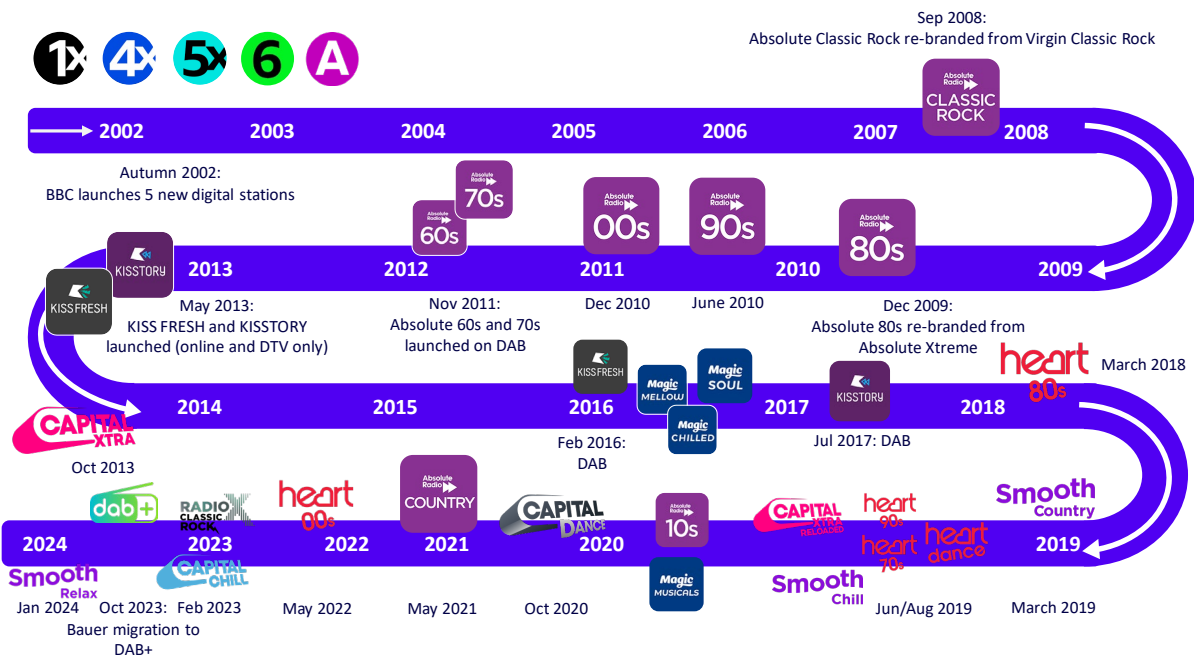 Sep 2008:
Absolute Classic Rock re-branded from Virgin Classic Rock
1X
4X
5X
6
A
Absolute
Radio
CLASSIC
ROCK
2002
2003
2004
2005
2006
2007
2008
Autumn 2002:
BBC launches 5 new digital stations
Absolute
Radio
70s
Absolute
Radio
60s
Absolute
Radio
00s
Absolute
Radio
90s
Absolute
Radio
80s
KISSTORY
KISS FRESH
2013
2012
2011
2010
2009
May 2013:
KISS FRESH and KISSTORY
launched (online and DTV only)
Nov 2011:
Absolute 60s and 70s
launched on DAB
Dec 2010
June 2010
Dec 2009:
Absolute 80s re-branded from
Absolute Xtreme
KISS FRESH
Magic
MELLOW
Magic
SOUL
Magic
CHILLED
KISSTORY
heart
80s
March 2018
2014
2015
2016
2017
2018
CAPITAL
XTRA
Oct 2013
Feb 2016:
DAB
Jul 2017: DAB
dab+
RADIO X
CLASSIC
ROCK
heart
00s
Absolute
Radio
COUNTRY
CAPITAL
DANCE
Absolute
Radio
10s
CAPITAL
XTRA
RELOADED
heart
90s
heart
70s
heart
dance
Smooth
Country
2024
2023
2022
2021
2020
2019
Smooth
Relax
CAPITAL
CHILL
Magic
MUSICALS
Smooth
Chill
Jan 2024
Oct 2023:
Bauer migration to
DAB+
Feb 2023
May 2022
May 2021
Oct 2020
Jun/Aug 2019
March 2019